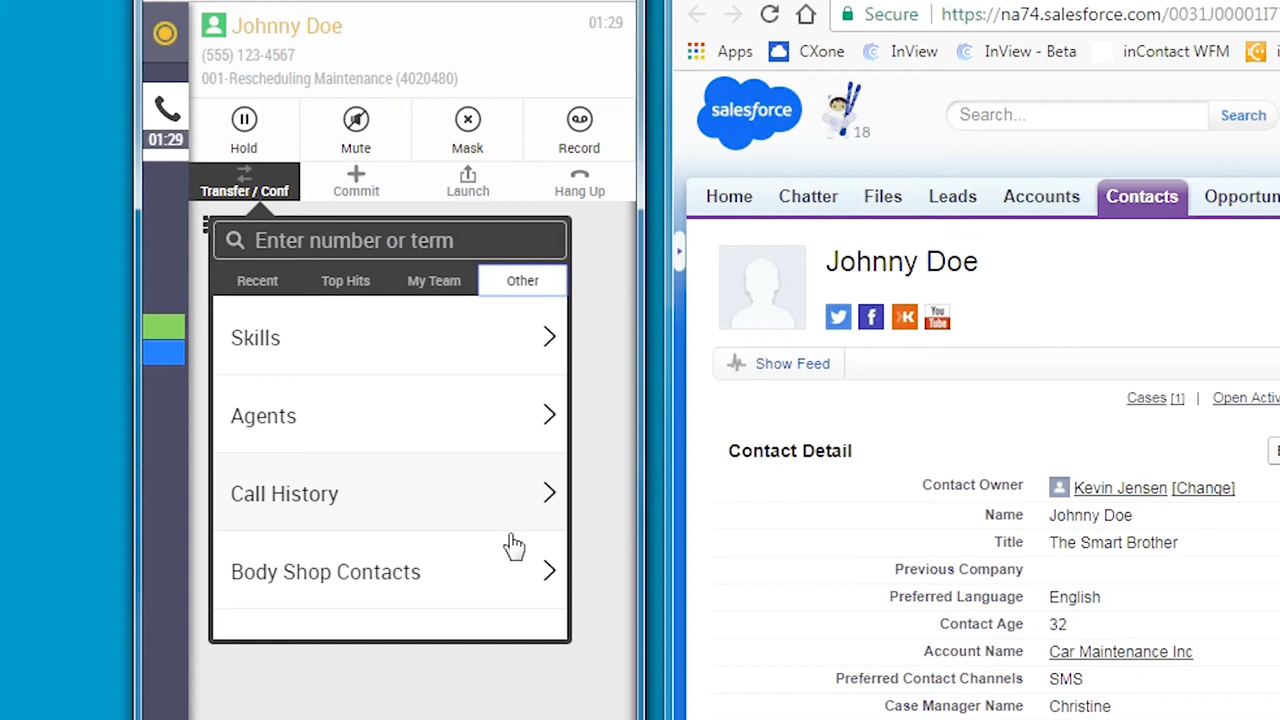 Johnny Doe
01:29
(555) 123-4567
001-Rescheduling Maintenance (4020480)
01:29
Hold
Mute
Mask
Record
Transfer / Conf
Commit
Launch
Hang Up
Enter number or term
Recent
Top Hits
My Team
Other
Skills
Agents
Call History
Body Shop Contacts
Secure
https://na74.salesforce.com/0031J00001I7
Apps
CXone
InView
InView - Beta
inContact WFM
salesforce
18
Search...
Search
Home
Chatter
Files
Leads
Accounts
Contacts
Opportun
Johnny Doe
You
Tube
Show Feed
Cases [1] | Open Activ
Contact Detail
Contact Owner Kevin Jensen [Change]
Name Johnny Doe
Title The Smart Brother
Previous Company
Preferred Language English
Contact Age 32
Account Name Car Maintenance Inc
Preferred Contact Channels SMS
Case Manager Name Christine